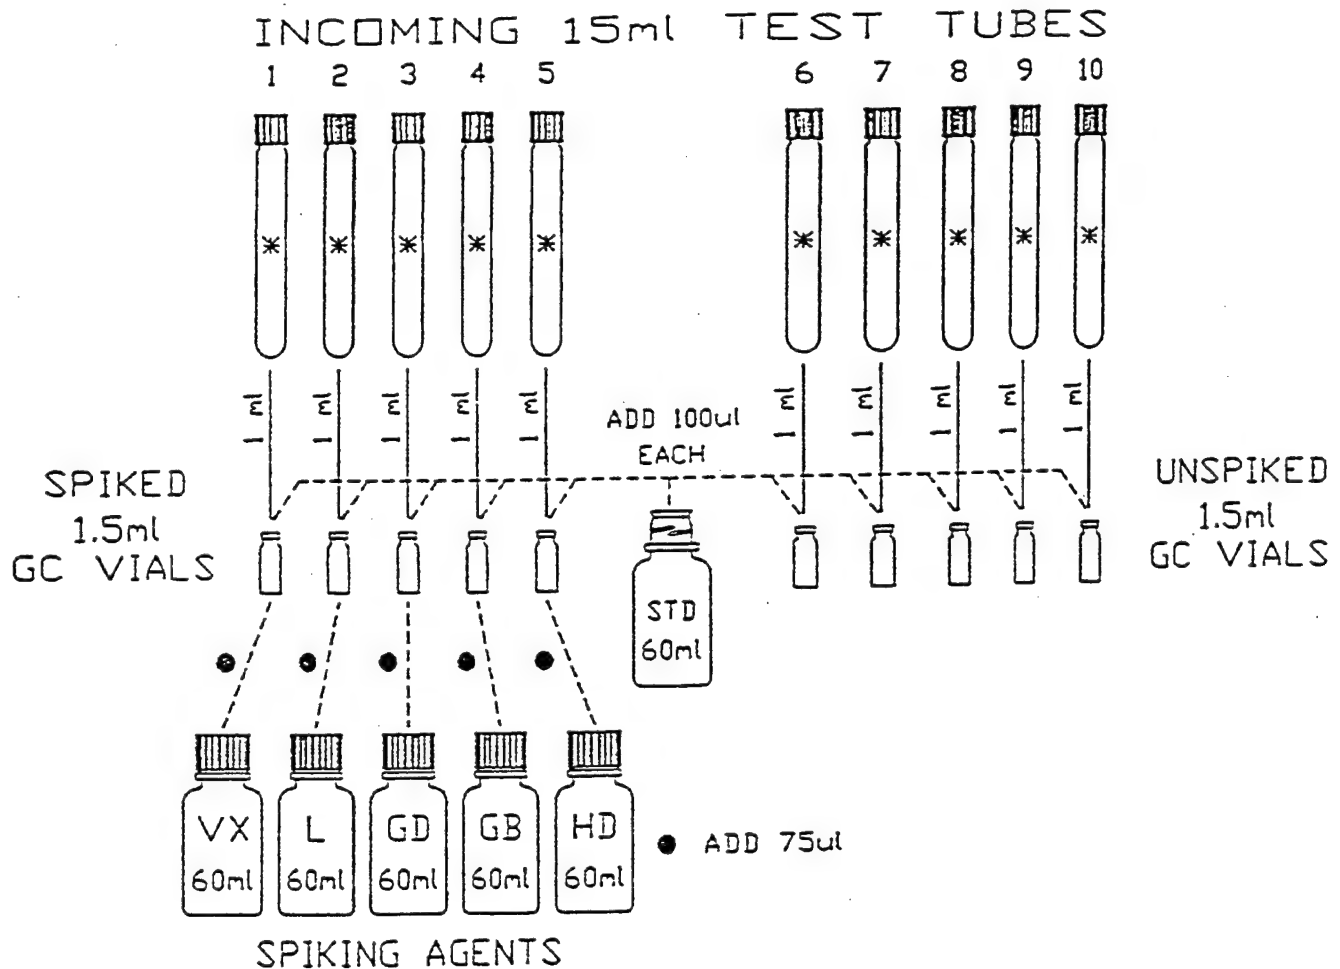 INCOMING 15ml TEST TUBES
1 2 3 4 5 6 7 8 9 10
1 ml 1 ml 1 ml 1 ml 1 ml 1 ml 1 ml 1 ml 1 ml 1 ml
ADD 100ul
EACH
SPIKED
1.5ml
GC VIALS
UNSPIKED
1.5ml
GC VIALS
STD
60ml
VX L GD GB HD
60ml 60ml 60ml 60ml 60ml
ADD 75ul
SPIKING AGENTS